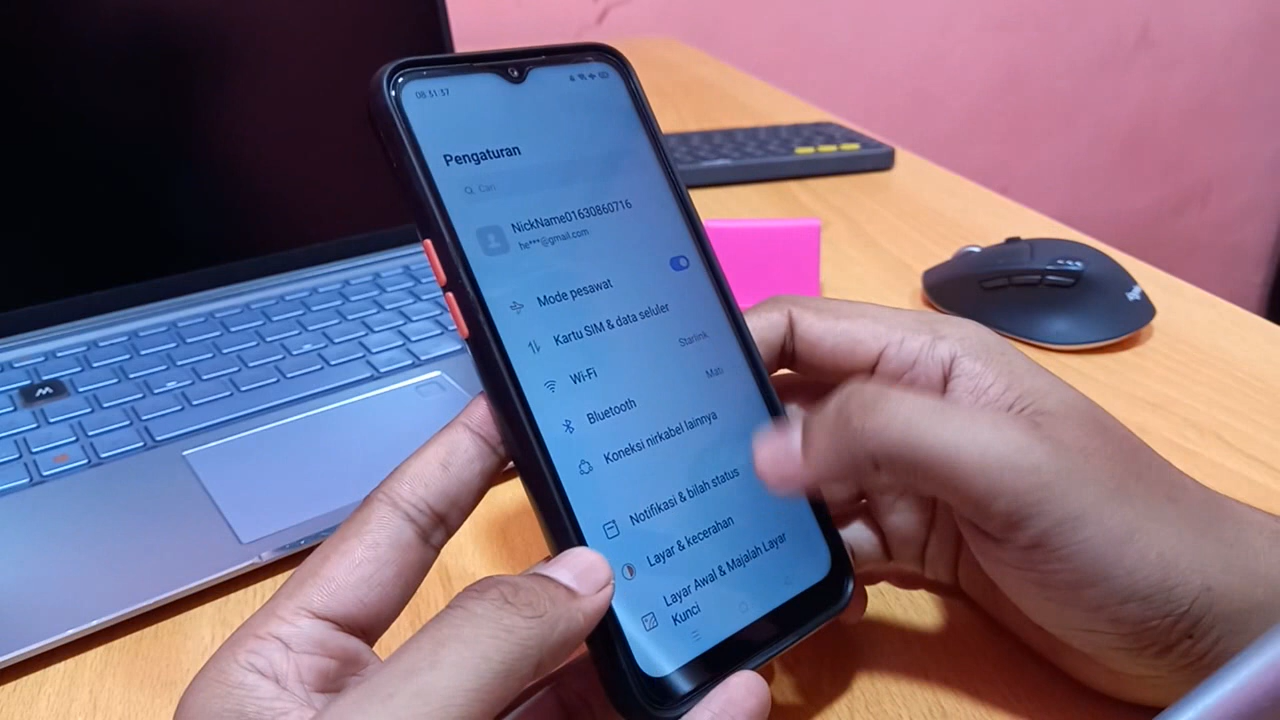 08:51:57
Pengaturan
Cari
NickName01630860716
he***@gmail.com
Mode pesawat
Kartu SIM & data seluler
Wi-Fi
Starlink
Bluetooth
Mati
Koneksi nirkabel lainnya
Notifikasi & bilah status
Layar & kecerahan
Layar Awal & Majalah Layar
Kunci
logi